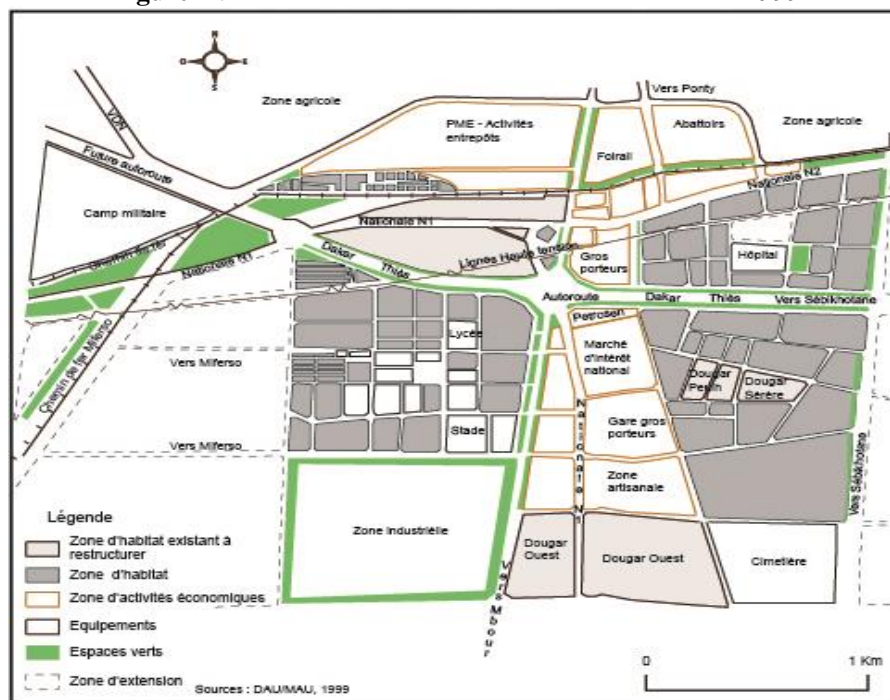 O
E
S
Vers Ponty
Zone agricole
VDN
PME - Activités
entrepôts
Foirail
Abattoirs
Zone agricole
Future autoroute
Camp militaire
Nationale N2
Nationale N1
Chemin de fer
Nationale N1
Lignes Haute tension
Gros
porteurs
Hôpital
Dakar
Thiés
Autoroute
Dakar
Thiés
Vers Sébikhotane
Petrosen
Lycée
Marché
d'intérêt
national
Chemin de fer Miferso
Vers Miferso
Dougar
Peulh
Dougar
Sérère
Nationale N1
Gare gros
porteurs
Stade
Vers Miferso
Zone
artisanale
Vers Sébikhotane
Zone Industrièlle
Dougar
Ouest
Dougar Ouest
Cimetière
Vers Mbour
Légende
Zone d'habitat existant à
restructurer
Zone d'habitat
Zone d'activités économiques
Equipements
Espaces verts
Zone d'extension
Sources : DAU/MAU, 1999
0
1 Km